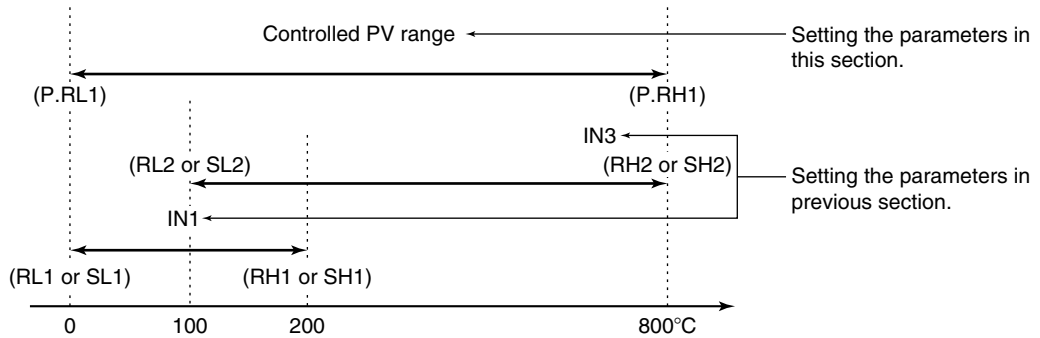 Controlled PV range
Setting the parameters in
this section.
(P.RL1)
(P.RH1)
IN3
(RL2 or SL2)
(RH2 or SH2)
Setting the parameters in
previous section.
IN1
(RL1 or SL1)
(RH1 or SH1)
0
100
200
800°C